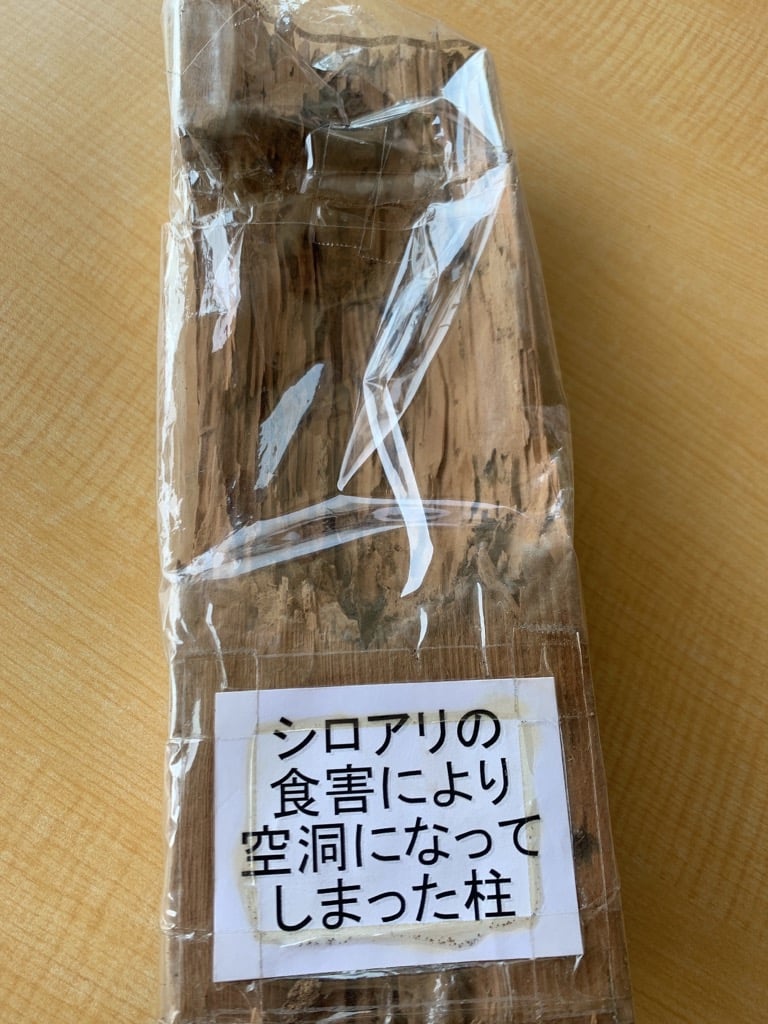 シロアリの
食害により
空洞になって
しまった柱